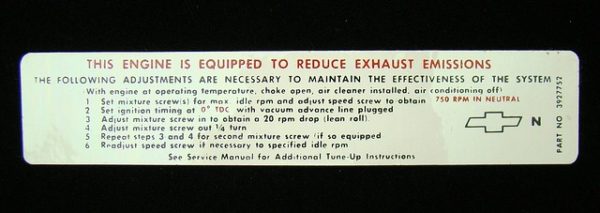 THIS ENGINE IS EQUIPPED TO REDUCE EXHAUST EMISSIONS
THE FOLLOWING ADJUSTMENTS ARE NECESSARY TO MAINTAIN THE EFFECTIVENESS OF THE SYSTEM
(With engine at operating temperature, choke open, air cleaner installed, air conditioning off)
1 Set mixture screw(s) for max idle rpm and adjust speed screw to obtain 750 RPM IN NEUTRAL
2 Set ignition timing at 0° TDC with vacuum advance line plugged
3 Adjust mixture screw in to obtain a 20 rpm drop (lean roll).
4 Adjust mixture screw out ¼ turn
5 Repeat steps 3 and 4 for second mixture screw (if so equipped
6 Readjust speed screw if necessary to specified idle rpm
See Service Manual for Additional Tune-Up Instructions
N
PART NO 3927752